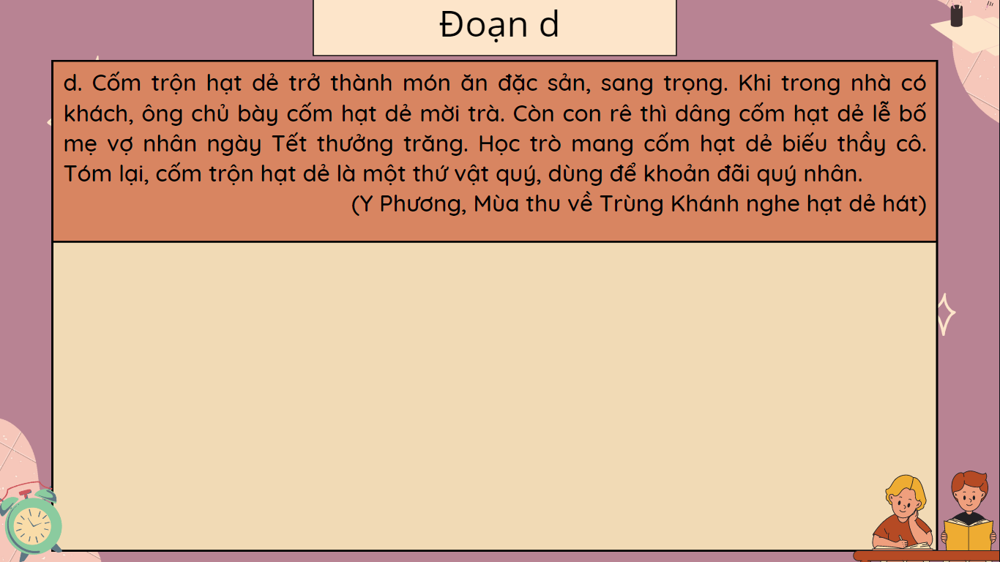 Đoạn d
d. Cốm trộn hạt dẻ trở thành món ăn đặc sản, sang trọng. Khi trong nhà có
khách, ông chủ bày cốm hạt dẻ mời trà. Còn con rê thì dâng cốm hạt dẻ lễ bố
mẹ vợ nhân ngày Tết thưởng trăng. Học trò mang cốm hạt dẻ biếu thầy cô.
Tóm lại, cốm trộn hạt dẻ là một thứ vật quý, dùng để khoản đãi quý nhân.
(Y Phương, Mùa thu về Trùng Khánh nghe hạt dẻ hát)